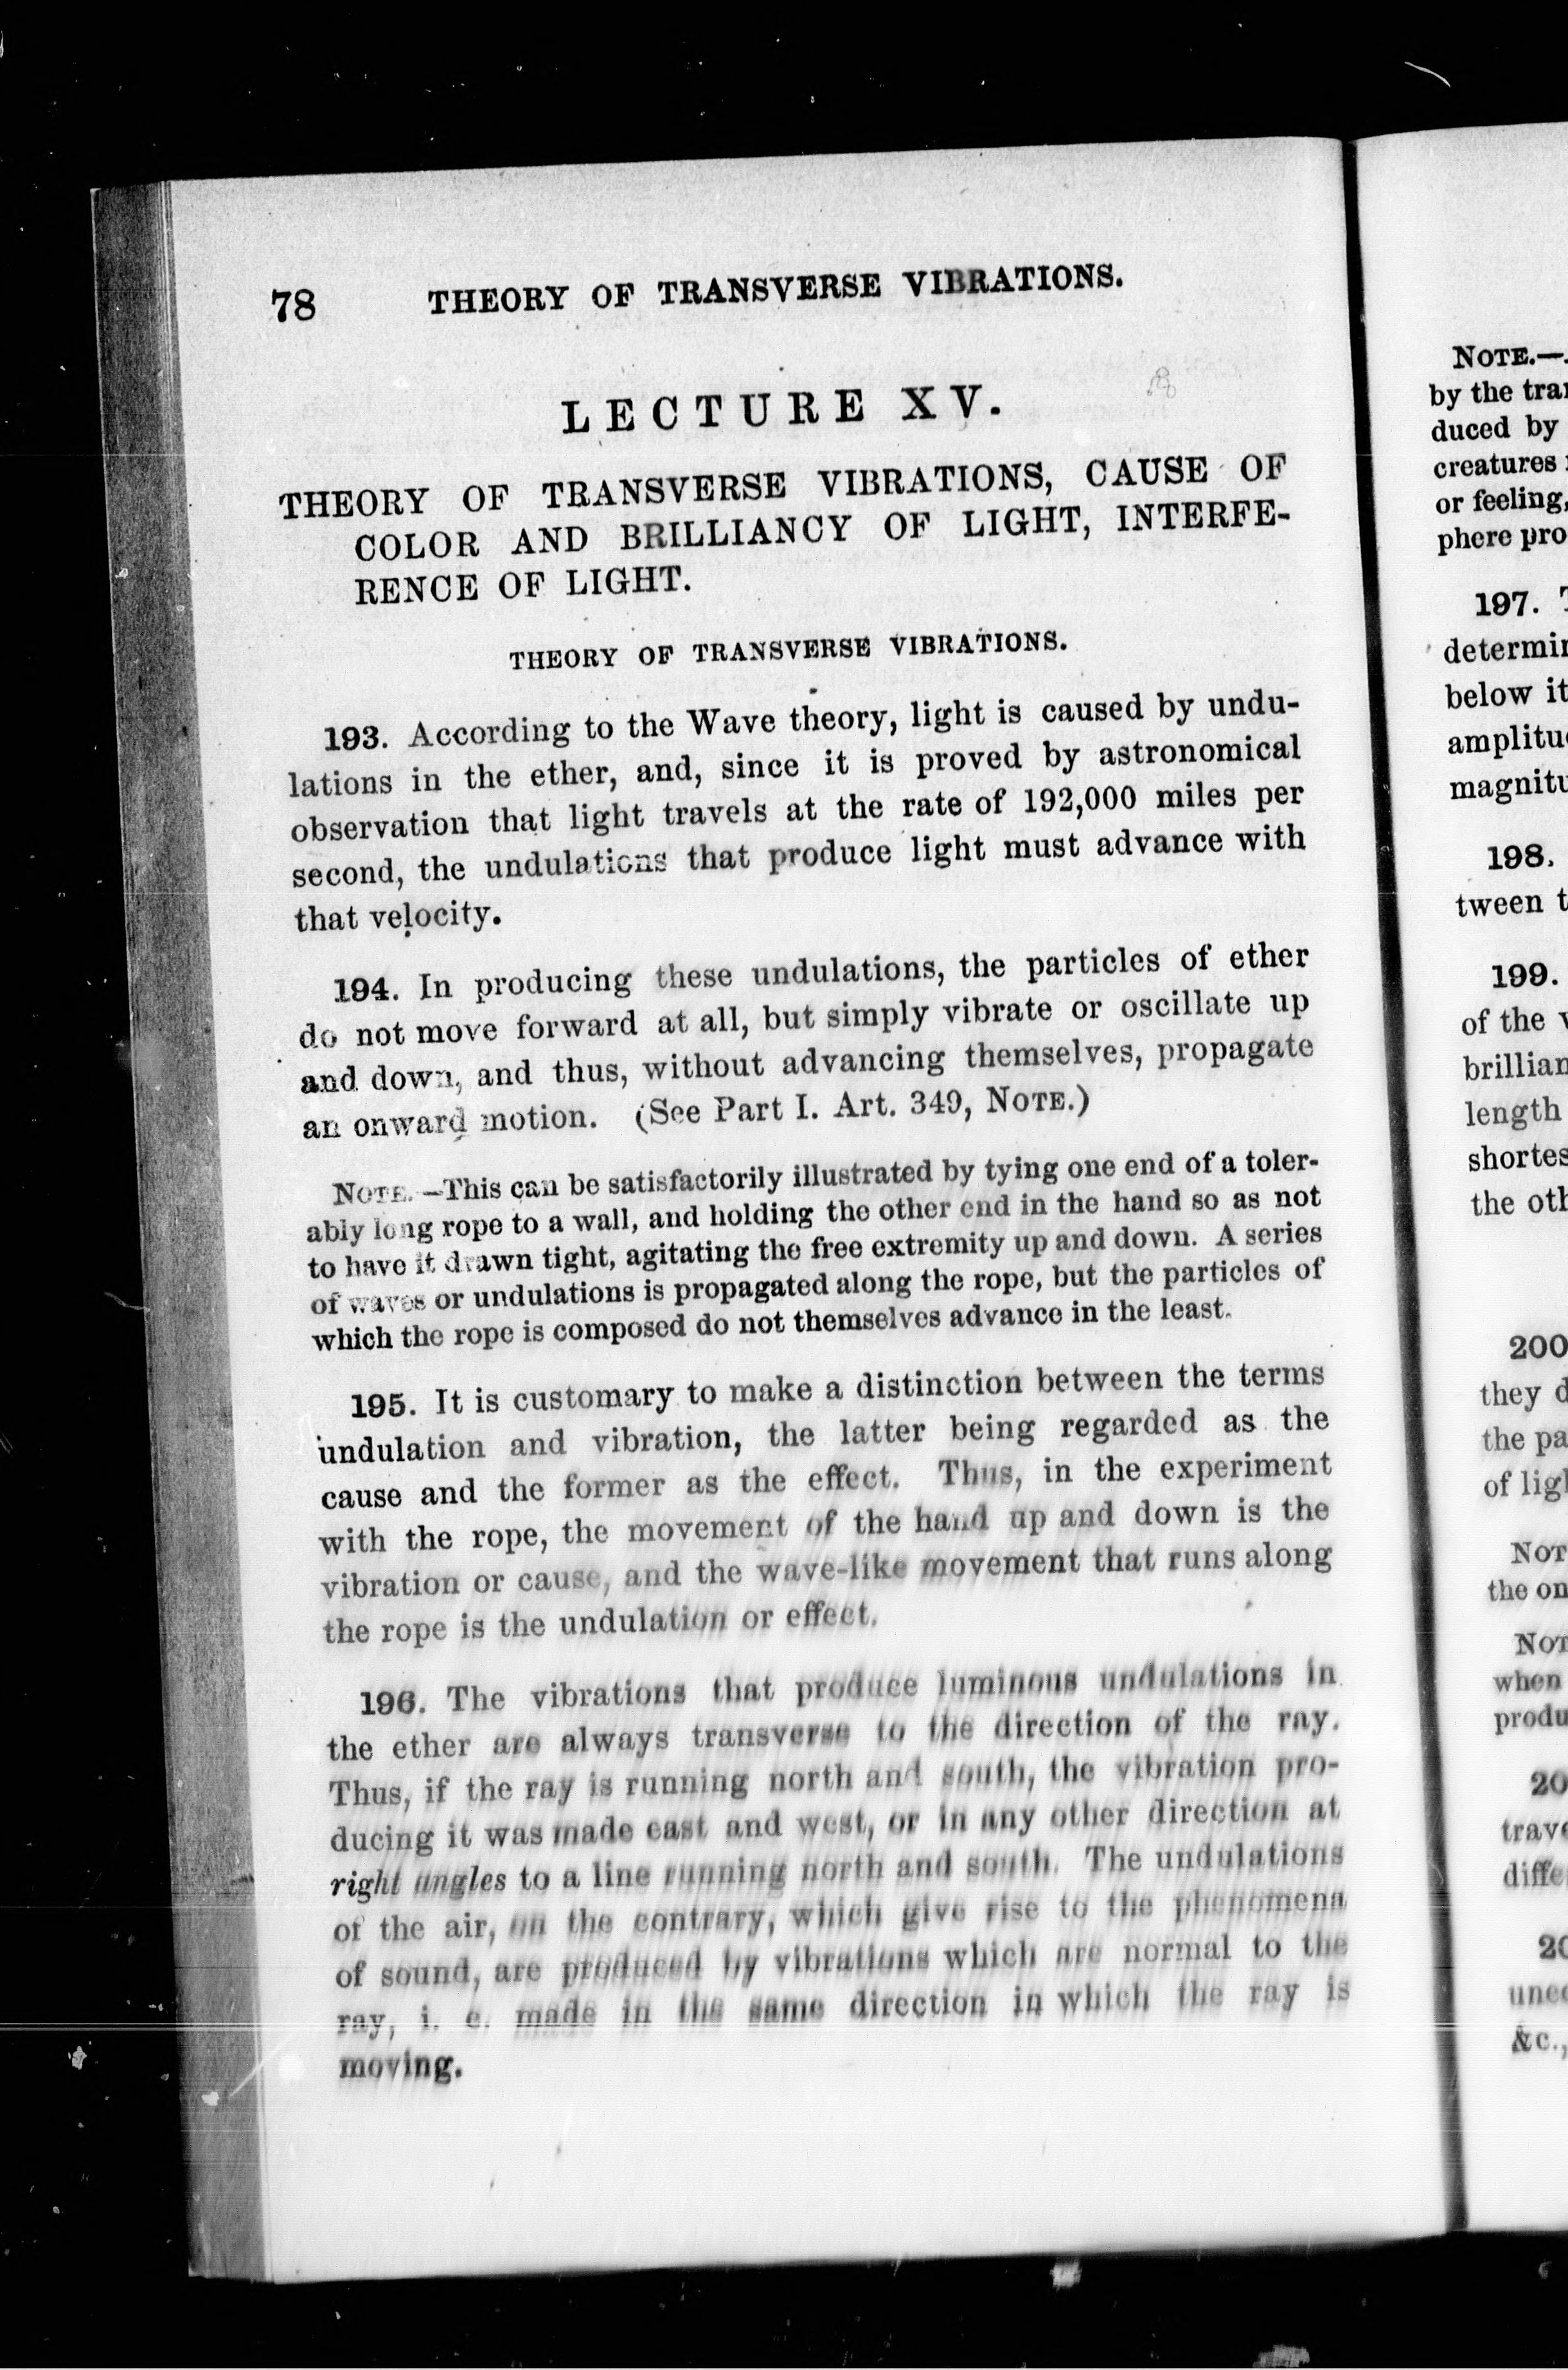 78 THEORY OF TRANSVERSE VIBRATIONS.
LECTURE XV.
THEORY OF TRANSVERSE VIBRATIONS, CAUSE OF
COLOR AND BRILLIANCY OF LIGHT, INTERFE-
RENCE OF LIGHT.
THEORY OF TRANSVERSE VIBRATIONS.
193. According to the Wave theory, light is caused by undu-
lations in the ether, and, since it is proved by astronomical
observation that light travels at the rate of 192,000 miles per
second, the undulations that produce light must advance with
that velocity.
194. In producing these undulations, the particles of ether
do not move forward at all, but simply vibrate or oscillate up
and down, and thus, without advancing themselves, propagate
an onward motion. (See Part I. Art. 349, NOTE.)
NOTE.—This can be satisfactorily illustrated by tying one end of a toler-
ably long rope to a wall, and holding the other end in the hand so as not
to have it drawn tight, agitating the free extremity up and down. A series
of waves or undulations is propagated along the rope, but the particles of
which the rope is composed do not themselves advance in the least.
195. It is customary to make a distinction between the terms
undulation and vibration, the latter being regarded as the
cause and the former as the effect. Thus, in the experiment
with the rope, the movement of the hand up and down is the
vibration or cause, and the wave-like movement that runs along
the rope is the undulation or effect.
196. The vibrations that produce luminous undulations in
the ether are always transverse to the direction of the ray.
Thus, if the ray is running north and south, the vibration pro-
ducing it was made east and west, or in any other direction at
right angles to a line running north and south. The undulations
of the air, on the contrary, which give rise to the phenomena
of sound, are produced by vibrations which are normal to the
ray, i. e. made in the same direction in which the ray is
moving.
NOTE.—
by the
duced by
creatures
or feeling,
phere
197.
below it
198.
tween
199.
of the
length
the
200
they
the
of
the
when
&c.,